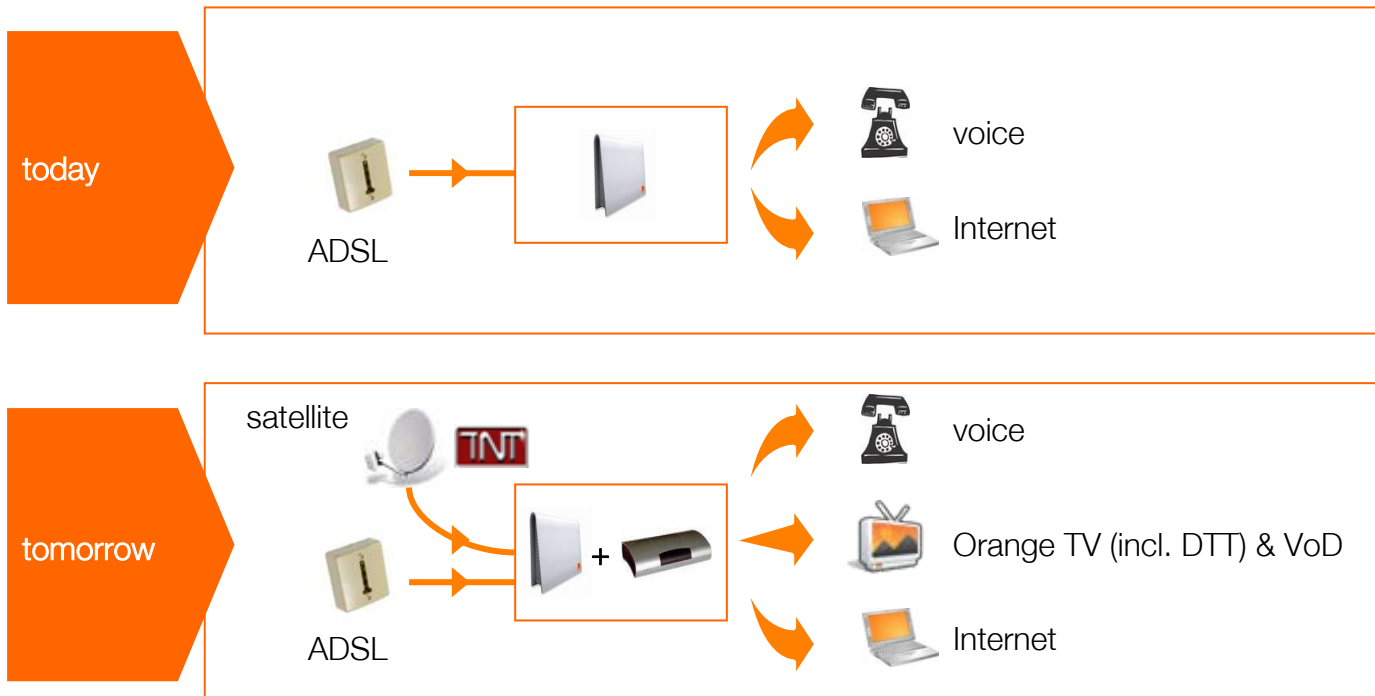 today
ADSL
voice
Internet
tomorrow
satellite
TNT
ADSL
+
voice
Orange TV (incl. DTT) & VoD
Internet